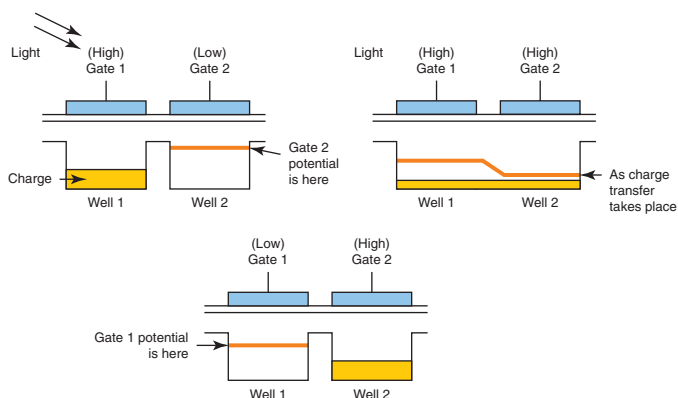 Light
(High)
Gate 1
(Low)
Gate 2
Charge
Gate 2
potential
is here
Well 1
Well 2
Light
(High)
Gate 1
(High)
Gate 2
As charge
transfer
takes place
Well 1
Well 2
(Low)
Gate 1
(High)
Gate 2
Gate 1 potential
is here
Well 1
Well 2